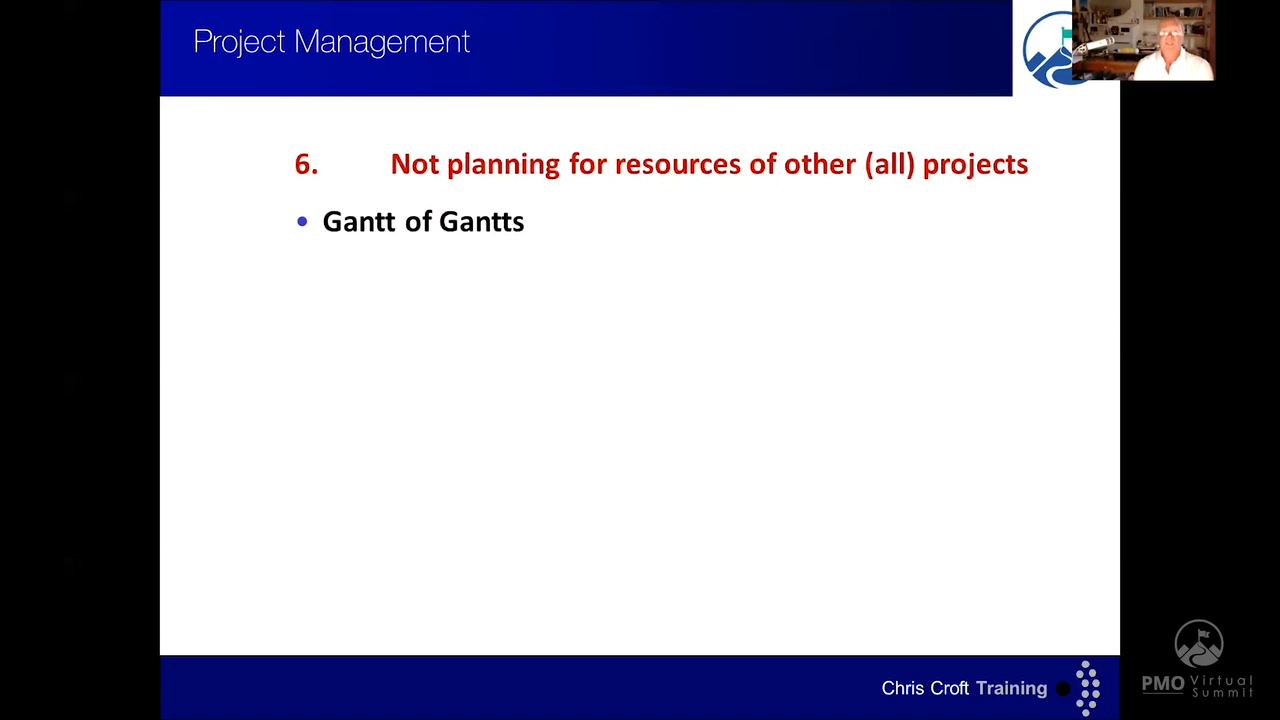 Project Management
6. Not planning for resources of other (all) projects
• Gantt of Gantts
Chris Croft Training
PMO Virtual
Summit